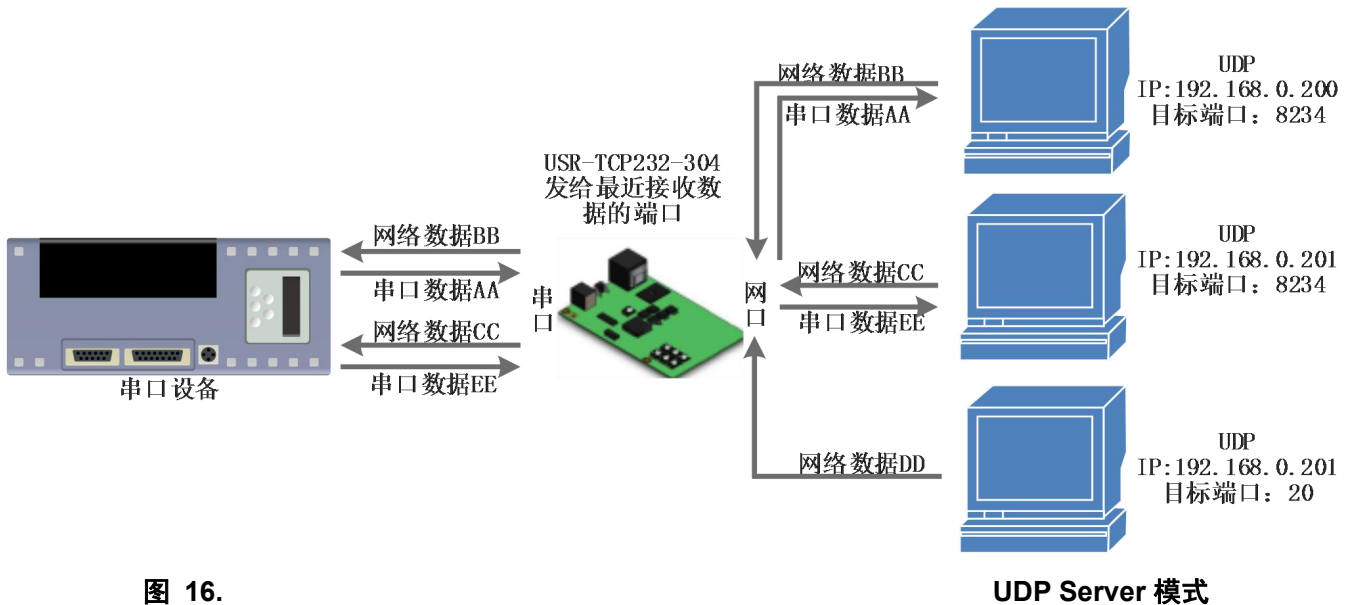 网络数据BB
串口数据AA
UDP
IP:192.168.0.200
目标端口：8234
USR-TCP232-304
发给最近接收数
据的端口
网络数据BB
串口数据AA
网络数据CC
串口数据EE
串口设备
串
口
网
口
网络数据CC
串口数据EE
UDP
IP:192.168.0.201
目标端口：8234
网络数据DD
UDP
IP:192.168.0.201
目标端口：20
图 16.
UDP Server 模式